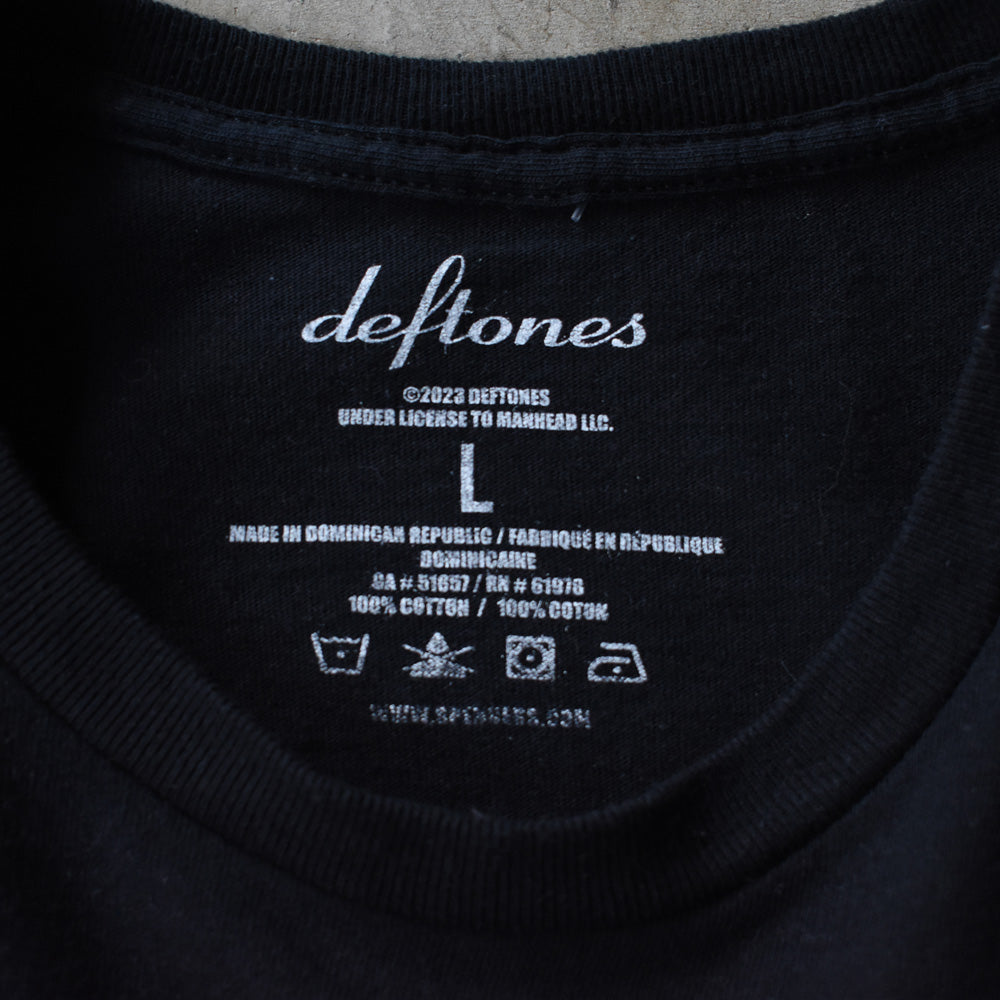 deftones
©2023 DEFTONES
UNDER LICENSE TO MANHEAD LLC.
L
MADE IN DOMINICAN REPUBLIC / FABRIQUÉ EN RÉPUBLIQUE
DOMINICAINE
CA # 51657 / RN # 61978
100% COTTON / 100% COTON